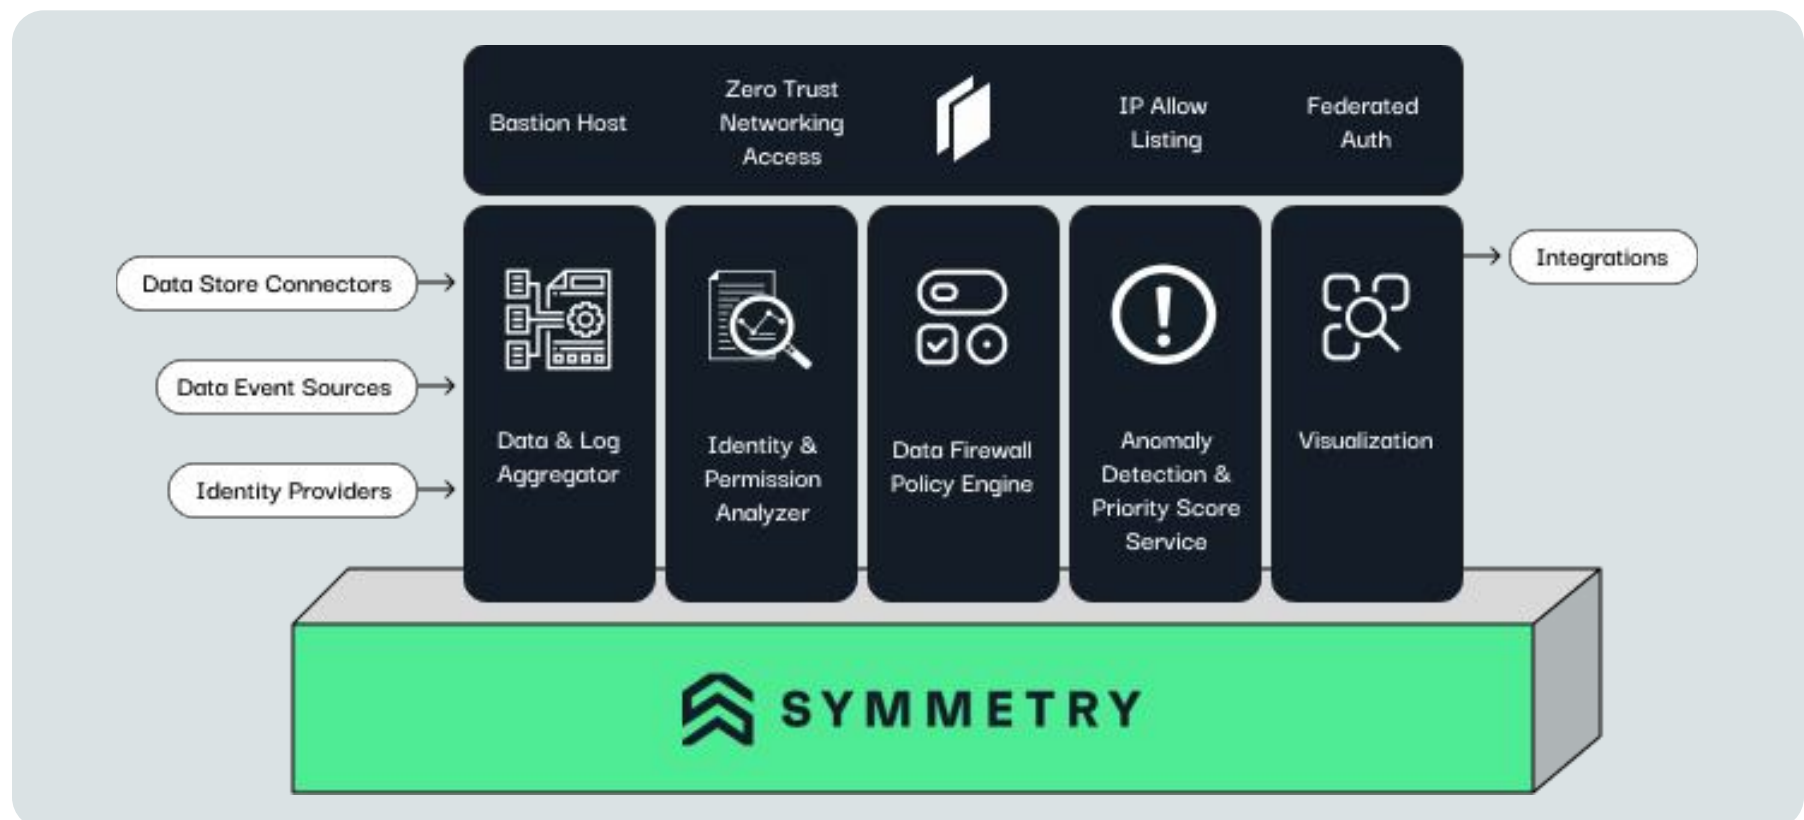 Bastion Host
Zero Trust
Networking
Access
IP Allow
Listing
Federated
Auth
Data Store Connectors
Data Event Sources
Identity Providers
Data & Log
Aggregator
Identity &
Permission
Analyzer
Data Firewall
Policy Engine
Anomaly
Detection &
Priority Score
Service
Visualization
Integrations
SYMMETRY